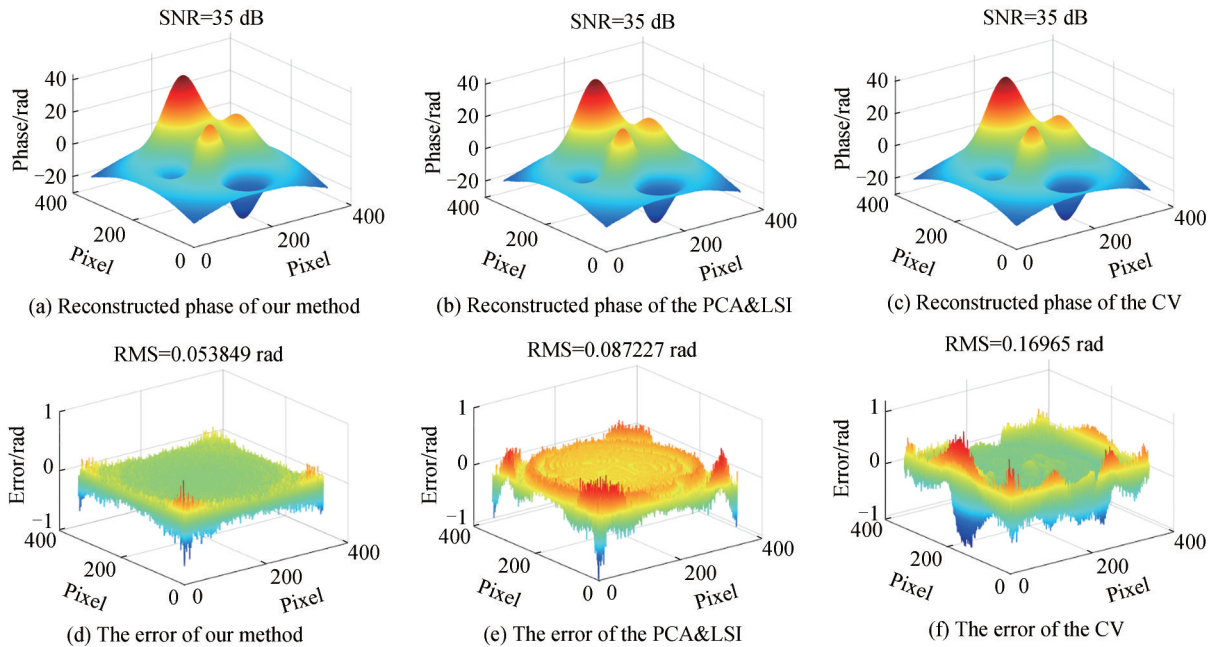 SNR=35 dB
SNR=35 dB
SNR=35 dB
Phase/rad
40
20
0
−20
400
200
0
0
200
400
Pixel
Pixel
Phase/rad
40
20
0
−20
400
200
0
0
200
400
Pixel
Pixel
Phase/rad
40
20
0
−20
400
200
0
0
200
400
Pixel
Pixel
(a) Reconstructed phase of our method
(b) Reconstructed phase of the PCA&LSI
(c) Reconstructed phase of the CV
RMS=0.053849 rad
RMS=0.087227 rad
RMS=0.16965 rad
Error/rad
1
0
−1
400
200
0
0
200
400
Pixel
Pixel
Error/rad
1
0
−1
400
200
0
0
200
400
Pixel
Pixel
Error/rad
1
0
−1
400
200
0
0
200
400
Pixel
Pixel
(d) The error of our method
(e) The error of the PCA&LSI
(f) The error of the CV